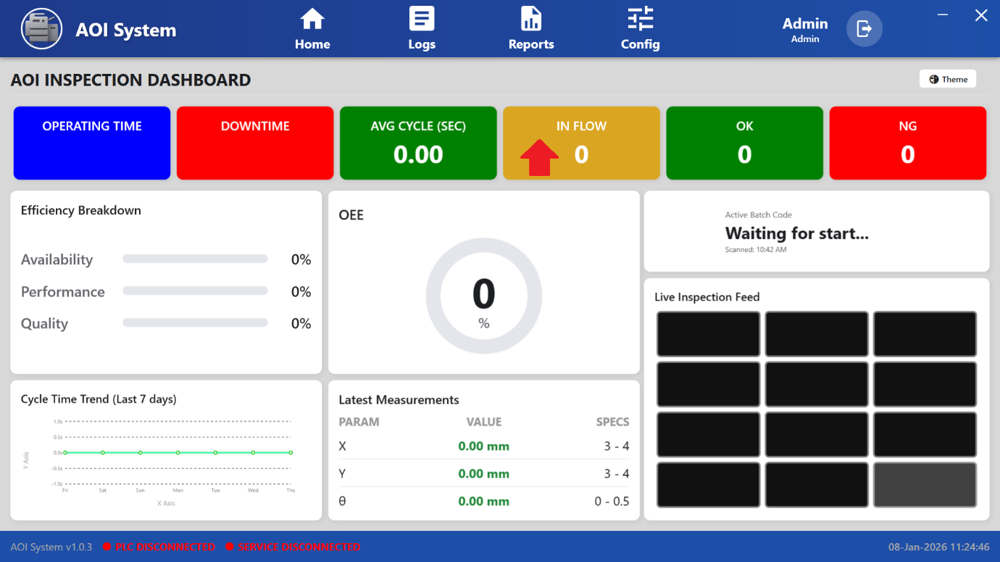 AOI System
Home
Logs
Reports
Config
Admin
Admin
AOI INSPECTION DASHBOARD
Theme
OPERATING TIME
DOWNTIME
AVG CYCLE (SEC)
0.00
IN FLOW
0
OK
0
NG
0
Efficiency Breakdown
Availability 0%
Performance 0%
Quality 0%
OEE
0
%
Active Batch Code
Waiting for start...
Scanned: 10:42 AM
Live Inspection Feed
Cycle Time Trend (Last 7 days)
Y Axis
1.0s
0.5s
0.0s
-0.5s
-1.0s
Fri Sat Sun Mon Tue Wed Thu
X Axis
Latest Measurements
PARAM VALUE SPECS
X 0.00 mm 3 - 4
Y 0.00 mm 3 - 4
θ 0.00 mm 0 - 0.5
AOI System v1.0.3 PLC DISCONNECTED SERVICE DISCONNECTED 08-Jan-2026 11:24:46